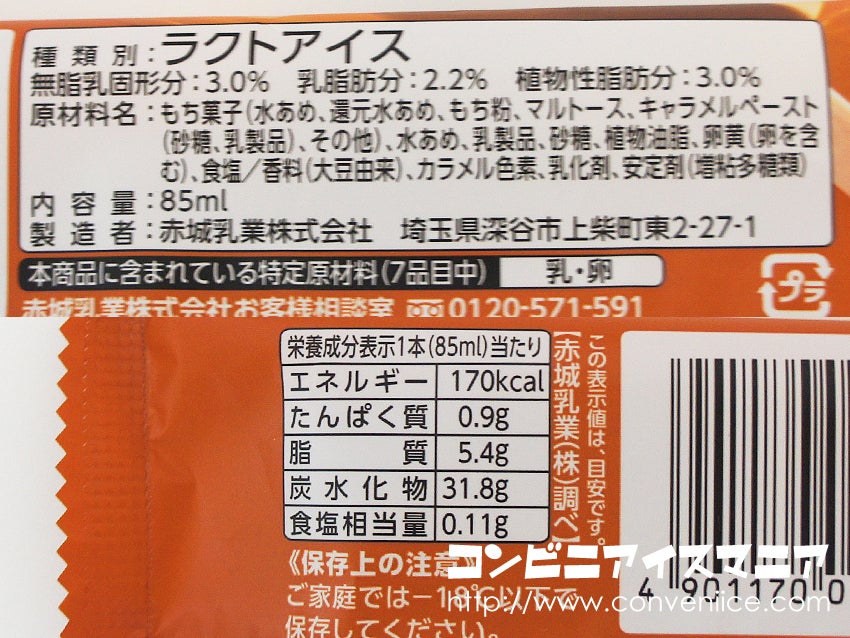 種類別：ラクトアイス
無脂乳固形分：3.0%　乳脂肪分：2.2%　植物性脂肪分：3.0%
原材料名：もち菓子（水あめ、還元水あめ、もち粉、マルトース、キャラメルペースト
（砂糖、乳製品）、その他）、水あめ、乳製品、砂糖、植物油脂、卵黄（卵を含
む）、食塩／香料（大豆由来）、カラメル色素、乳化剤、安定剤（増粘多糖類）
内容量：85ml
製造者：赤城乳業株式会社　埼玉県深谷市上柴町東2-27-1
本商品に含まれている特定原材料（7品目中）　乳・卵
プラ
赤城乳業株式会社お客様相談室 0120-571-591
栄養成分表示1本（85ml）当たり
エネルギー 170kcal
たんぱく質 0.9g
脂質 5.4g
炭水化物 31.8g
食塩相当量 0.11g
この表示値は、目安です。
【赤城乳業（株）調べ】
《保存上の注意》
ご家庭では－18℃以下で
保存してください。
4 901170 0
コンビニアイスマニア
http://www.conveniice.com